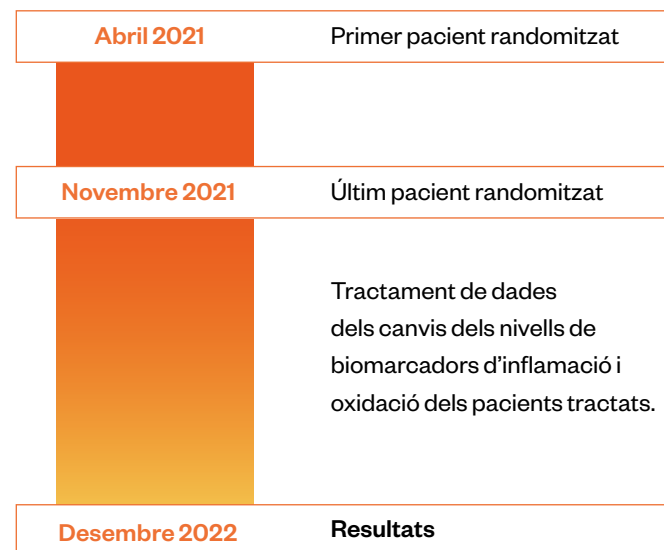 Abril 2021 Primer pacient randomitzat
Novembre 2021 Últim pacient randomitzat
Tractament de dades
dels canvis dels nivells de
biomarcadors d’inflamació i
oxidació dels pacients tractats.
Desembre 2022 Resultats